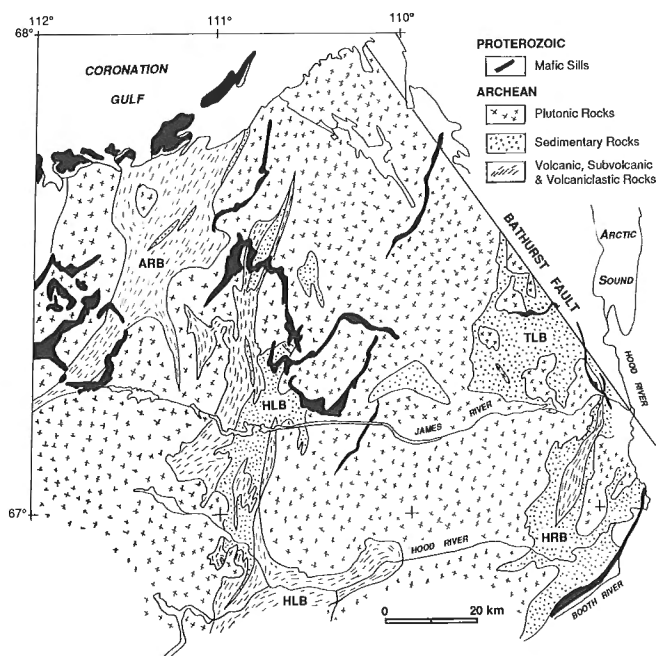 112°
111°
110°
68°
CORONATION
GULF
PROTEROZOIC
Mafic Sills
ARCHEAN
Plutonic Rocks
Sedimentary Rocks
Volcanic, Subvolcanic
& Volcaniclastic Rocks
BATHURST FAULT
ARCTIC
SOUND
HOOD RIVER
ARB
TLB
HLB
JAMES RIVER
67°
HRB
HOOD RIVER
HLB
BOOTH RIVER
0 20 km